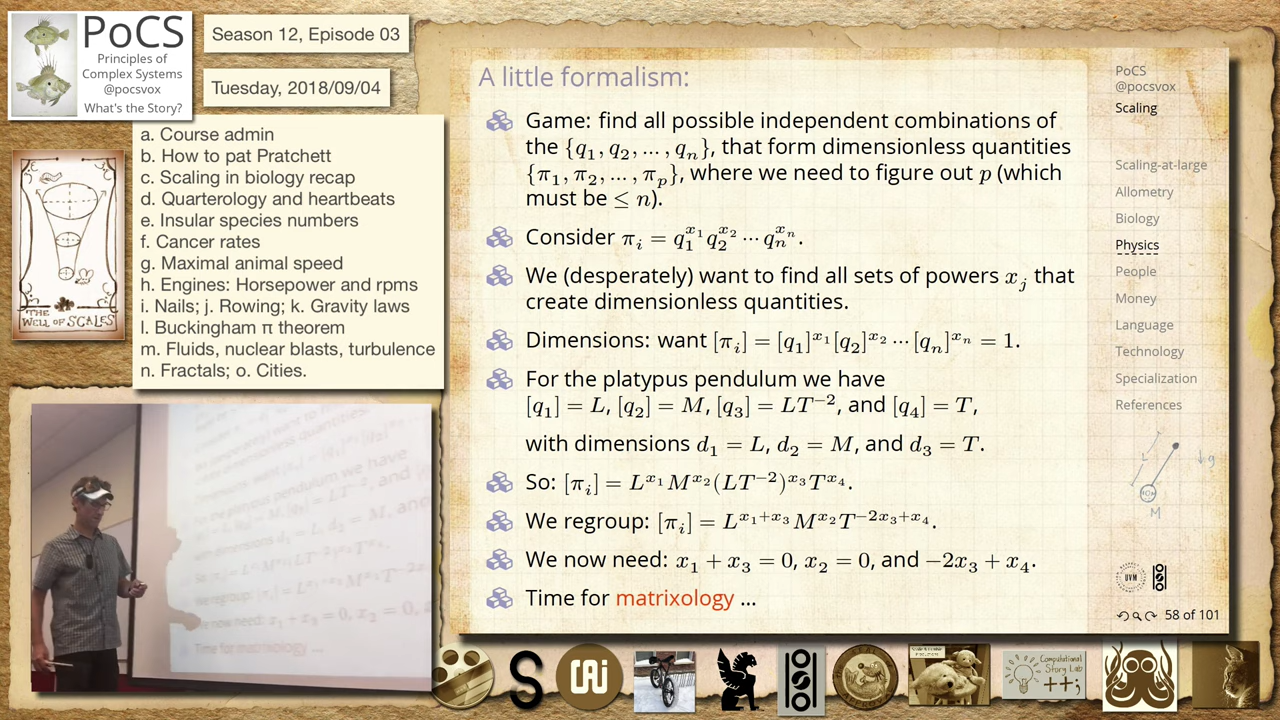 PoCS
Principles of
Complex Systems
@pocsvox
What's the Story?
Season 12, Episode 03
Tuesday, 2018/09/04
a. Course admin
b. How to pat Pratchett
c. Scaling in biology recap
d. Quarterology and heartbeats
e. Insular species numbers
f. Cancer rates
g. Maximal animal speed
h. Engines: Horsepower and rpms
i. Nails; j. Rowing; k. Gravity laws
l. Buckingham π theorem
m. Fluids, nuclear blasts, turbulence
n. Fractals; o. Cities.
THE
WELL OF SCALES
A little formalism:
Game: find all possible independent combinations of
the {q₁, q₂, … , qₙ}, that form dimensionless quantities
{π₁, π₂, … , πₚ}, where we need to figure out p (which
must be ≤ n).
Consider πᵢ = q₁^{x₁} q₂^{x₂} ⋯ qₙ^{xₙ}.
We (desperately) want to find all sets of powers xⱼ that
create dimensionless quantities.
Dimensions: want [πᵢ] = [q₁]^{x₁}[q₂]^{x₂} ⋯ [qₙ]^{xₙ} = 1.
For the platypus pendulum we have
[q₁] = L, [q₂] = M, [q₃] = LT⁻², and [q₄] = T,
with dimensions d₁ = L, d₂ = M, and d₃ = T.
So: [πᵢ] = L^{x₁}M^{x₂}(LT⁻²)^{x₃}T^{x₄}.
We regroup: [πᵢ] = L^{x₁+x₃}M^{x₂}T^{−2x₃+x₄}.
We now need: x₁ + x₃ = 0, x₂ = 0, and −2x₃ + x₄.
Time for matrixology ...
PoCS
@pocsvox
Scaling
Scaling-at-large
Allometry
Biology
Physics
People
Money
Language
Technology
Specialization
References
g
M
UVM
58 of 101
Computational
Story Lab
++;